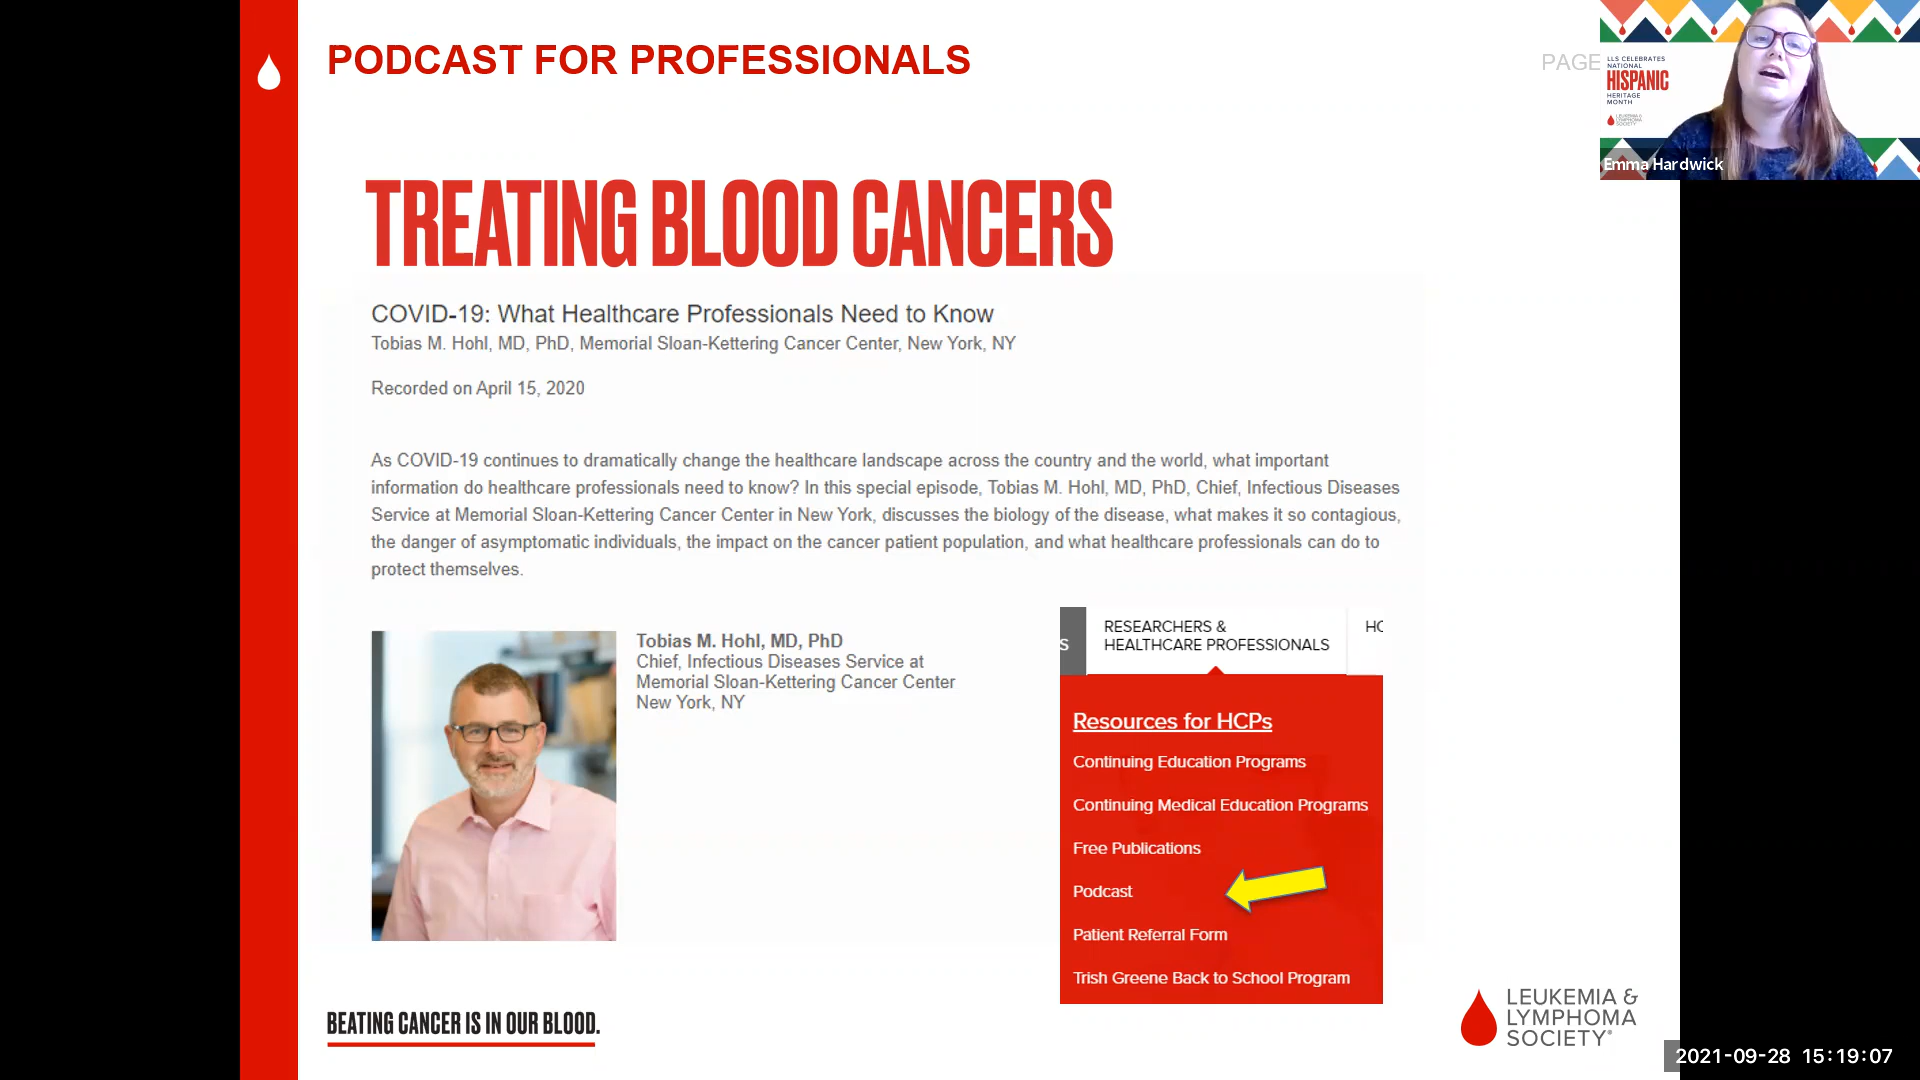 PODCAST FOR PROFESSIONALS
PAGE
LLS CELEBRATES
NATIONAL
HISPANIC
HERITAGE
MONTH
LEUKEMIA &
LYMPHOMA
SOCIETY
Emma Hardwick
TREATING BLOOD CANCERS
COVID-19: What Healthcare Professionals Need to Know
Tobias M. Hohl, MD, PhD, Memorial Sloan-Kettering Cancer Center, New York, NY
Recorded on April 15, 2020
As COVID-19 continues to dramatically change the healthcare landscape across the country and the world, what important
information do healthcare professionals need to know? In this special episode, Tobias M. Hohl, MD, PhD, Chief, Infectious Diseases
Service at Memorial Sloan-Kettering Cancer Center in New York, discusses the biology of the disease, what makes it so contagious,
the danger of asymptomatic individuals, the impact on the cancer patient population, and what healthcare professionals can do to
protect themselves.
Tobias M. Hohl, MD, PhD
Chief, Infectious Diseases Service at
Memorial Sloan-Kettering Cancer Center
New York, NY
S
RESEARCHERS &
HEALTHCARE PROFESSIONALS
HC
Resources for HCPs
Continuing Education Programs
Continuing Medical Education Programs
Free Publications
Podcast
Patient Referral Form
Trish Greene Back to School Program
BEATING CANCER IS IN OUR BLOOD.
LEUKEMIA &
LYMPHOMA
SOCIETY®
2021-09-28 15:19:07